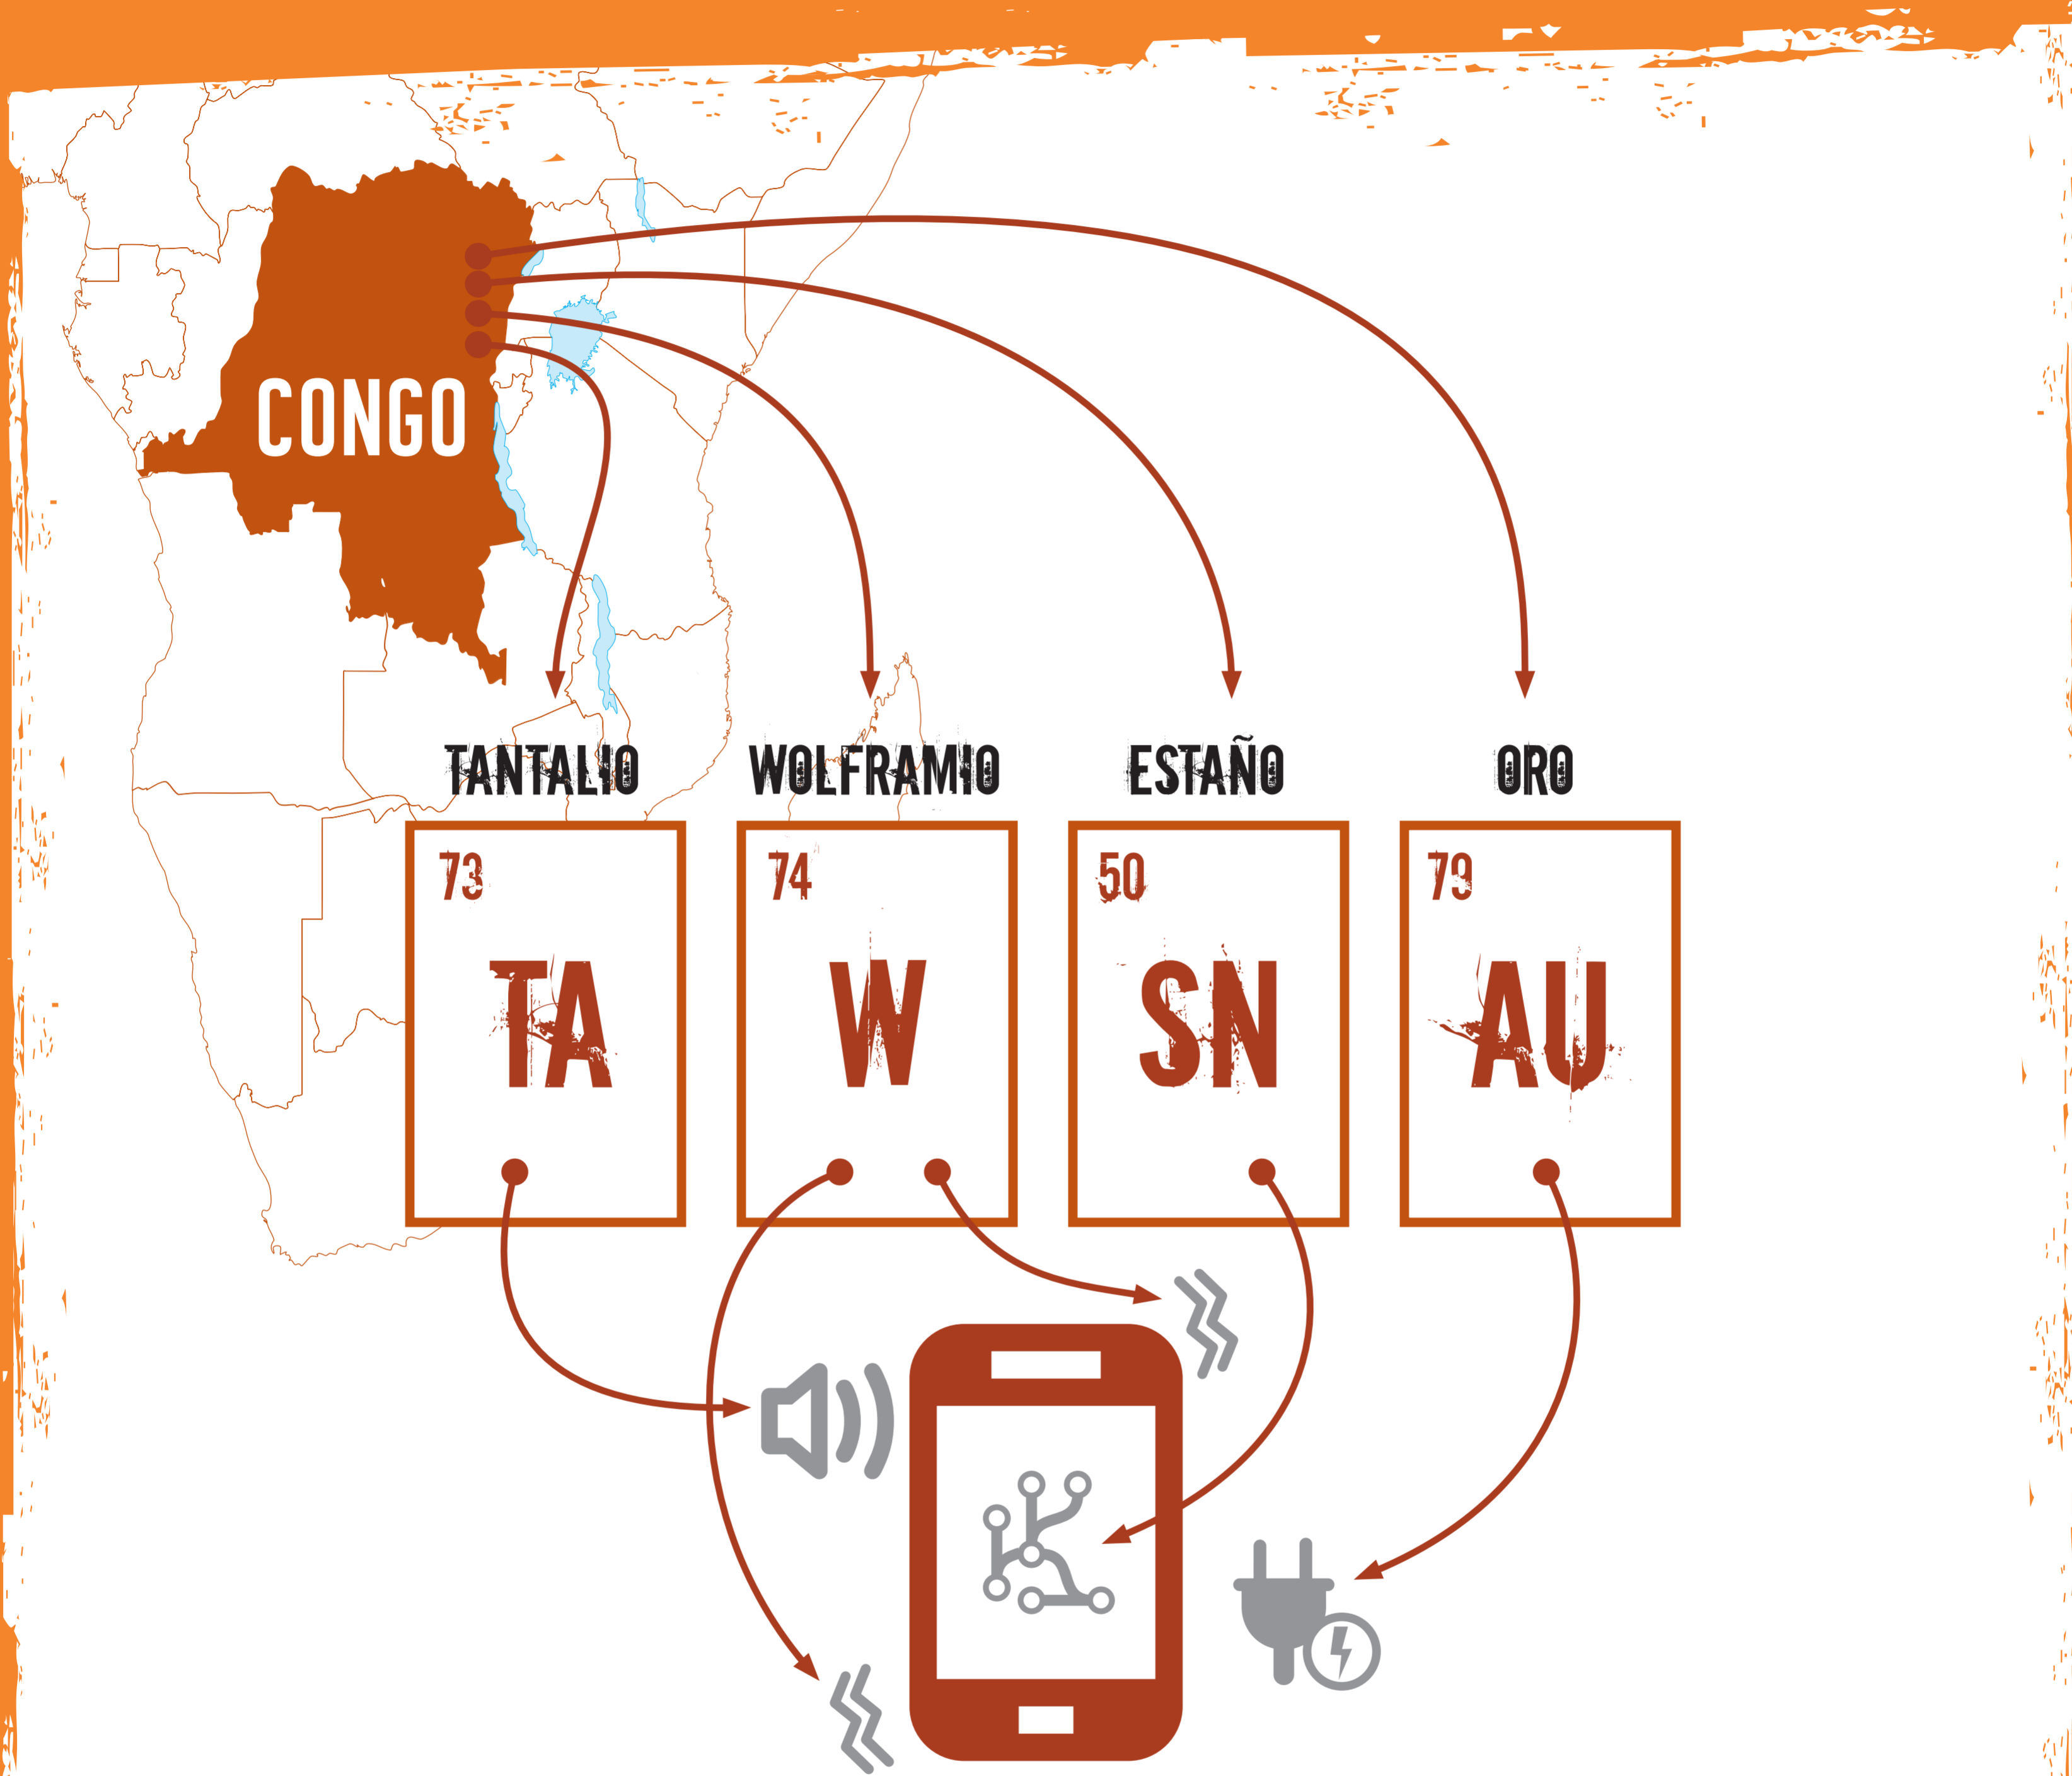 CONGO
TANTALIO
WOLFRAMIO
ESTAÑO
ORO
73
TA
74
W
50
SN
79
AU